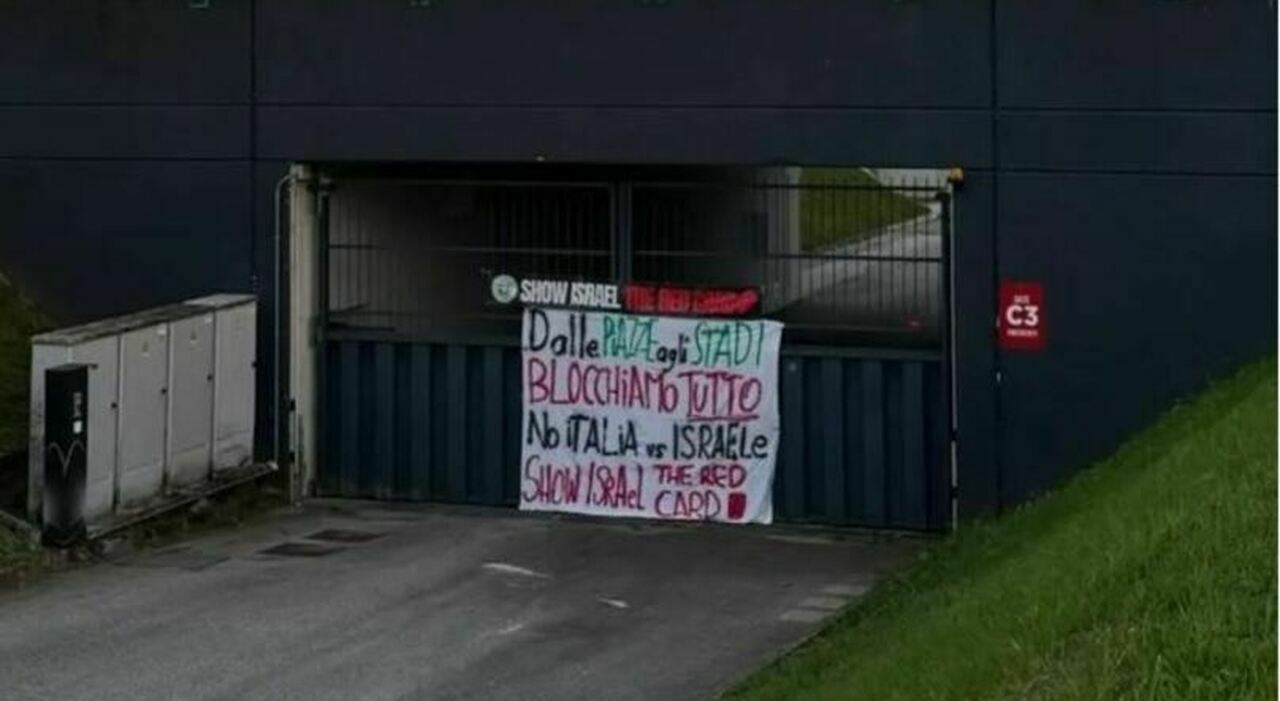 SHOW ISRAEL THE RED CARD
Dalle PIAZZE agli STADI
BLOCCHiAMO TUTTO
No iTALiA vs ISRAELe
SHOW ISRAel THE RED
CARD
C3